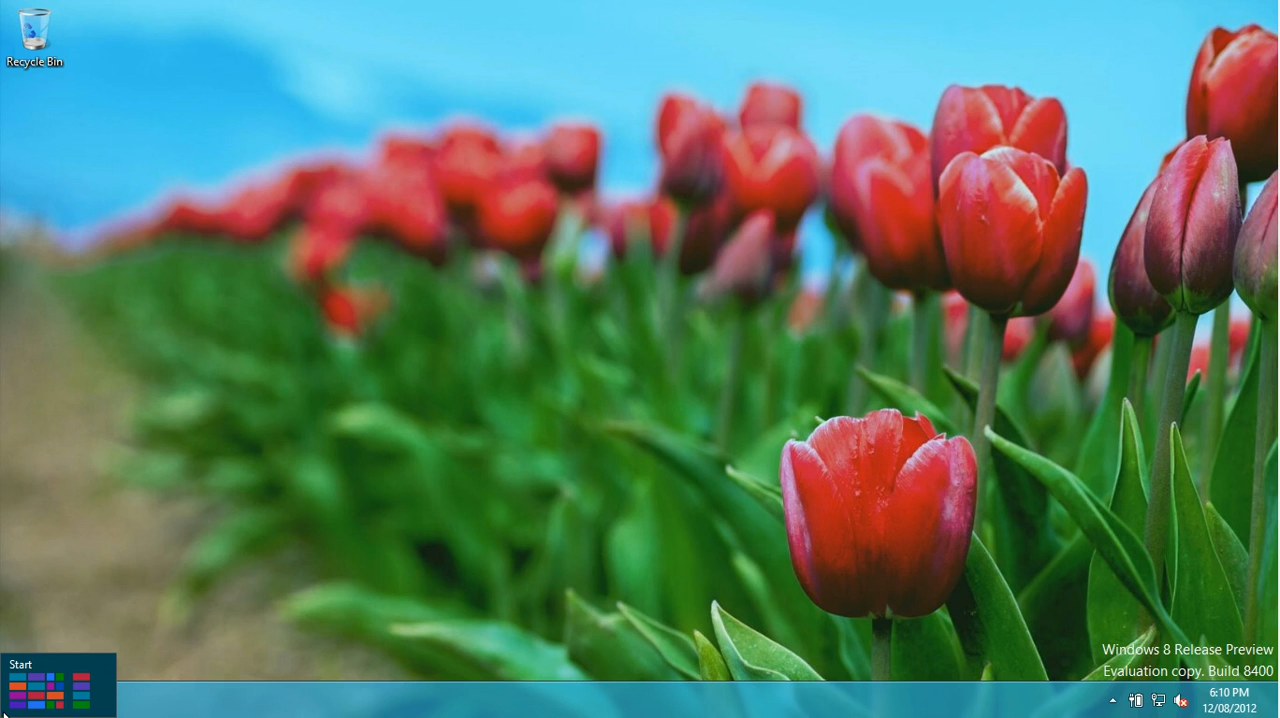 Recycle Bin
Windows 8 Release Preview
Evaluation copy. Build 8400
Start
6:10 PM
12/08/2012